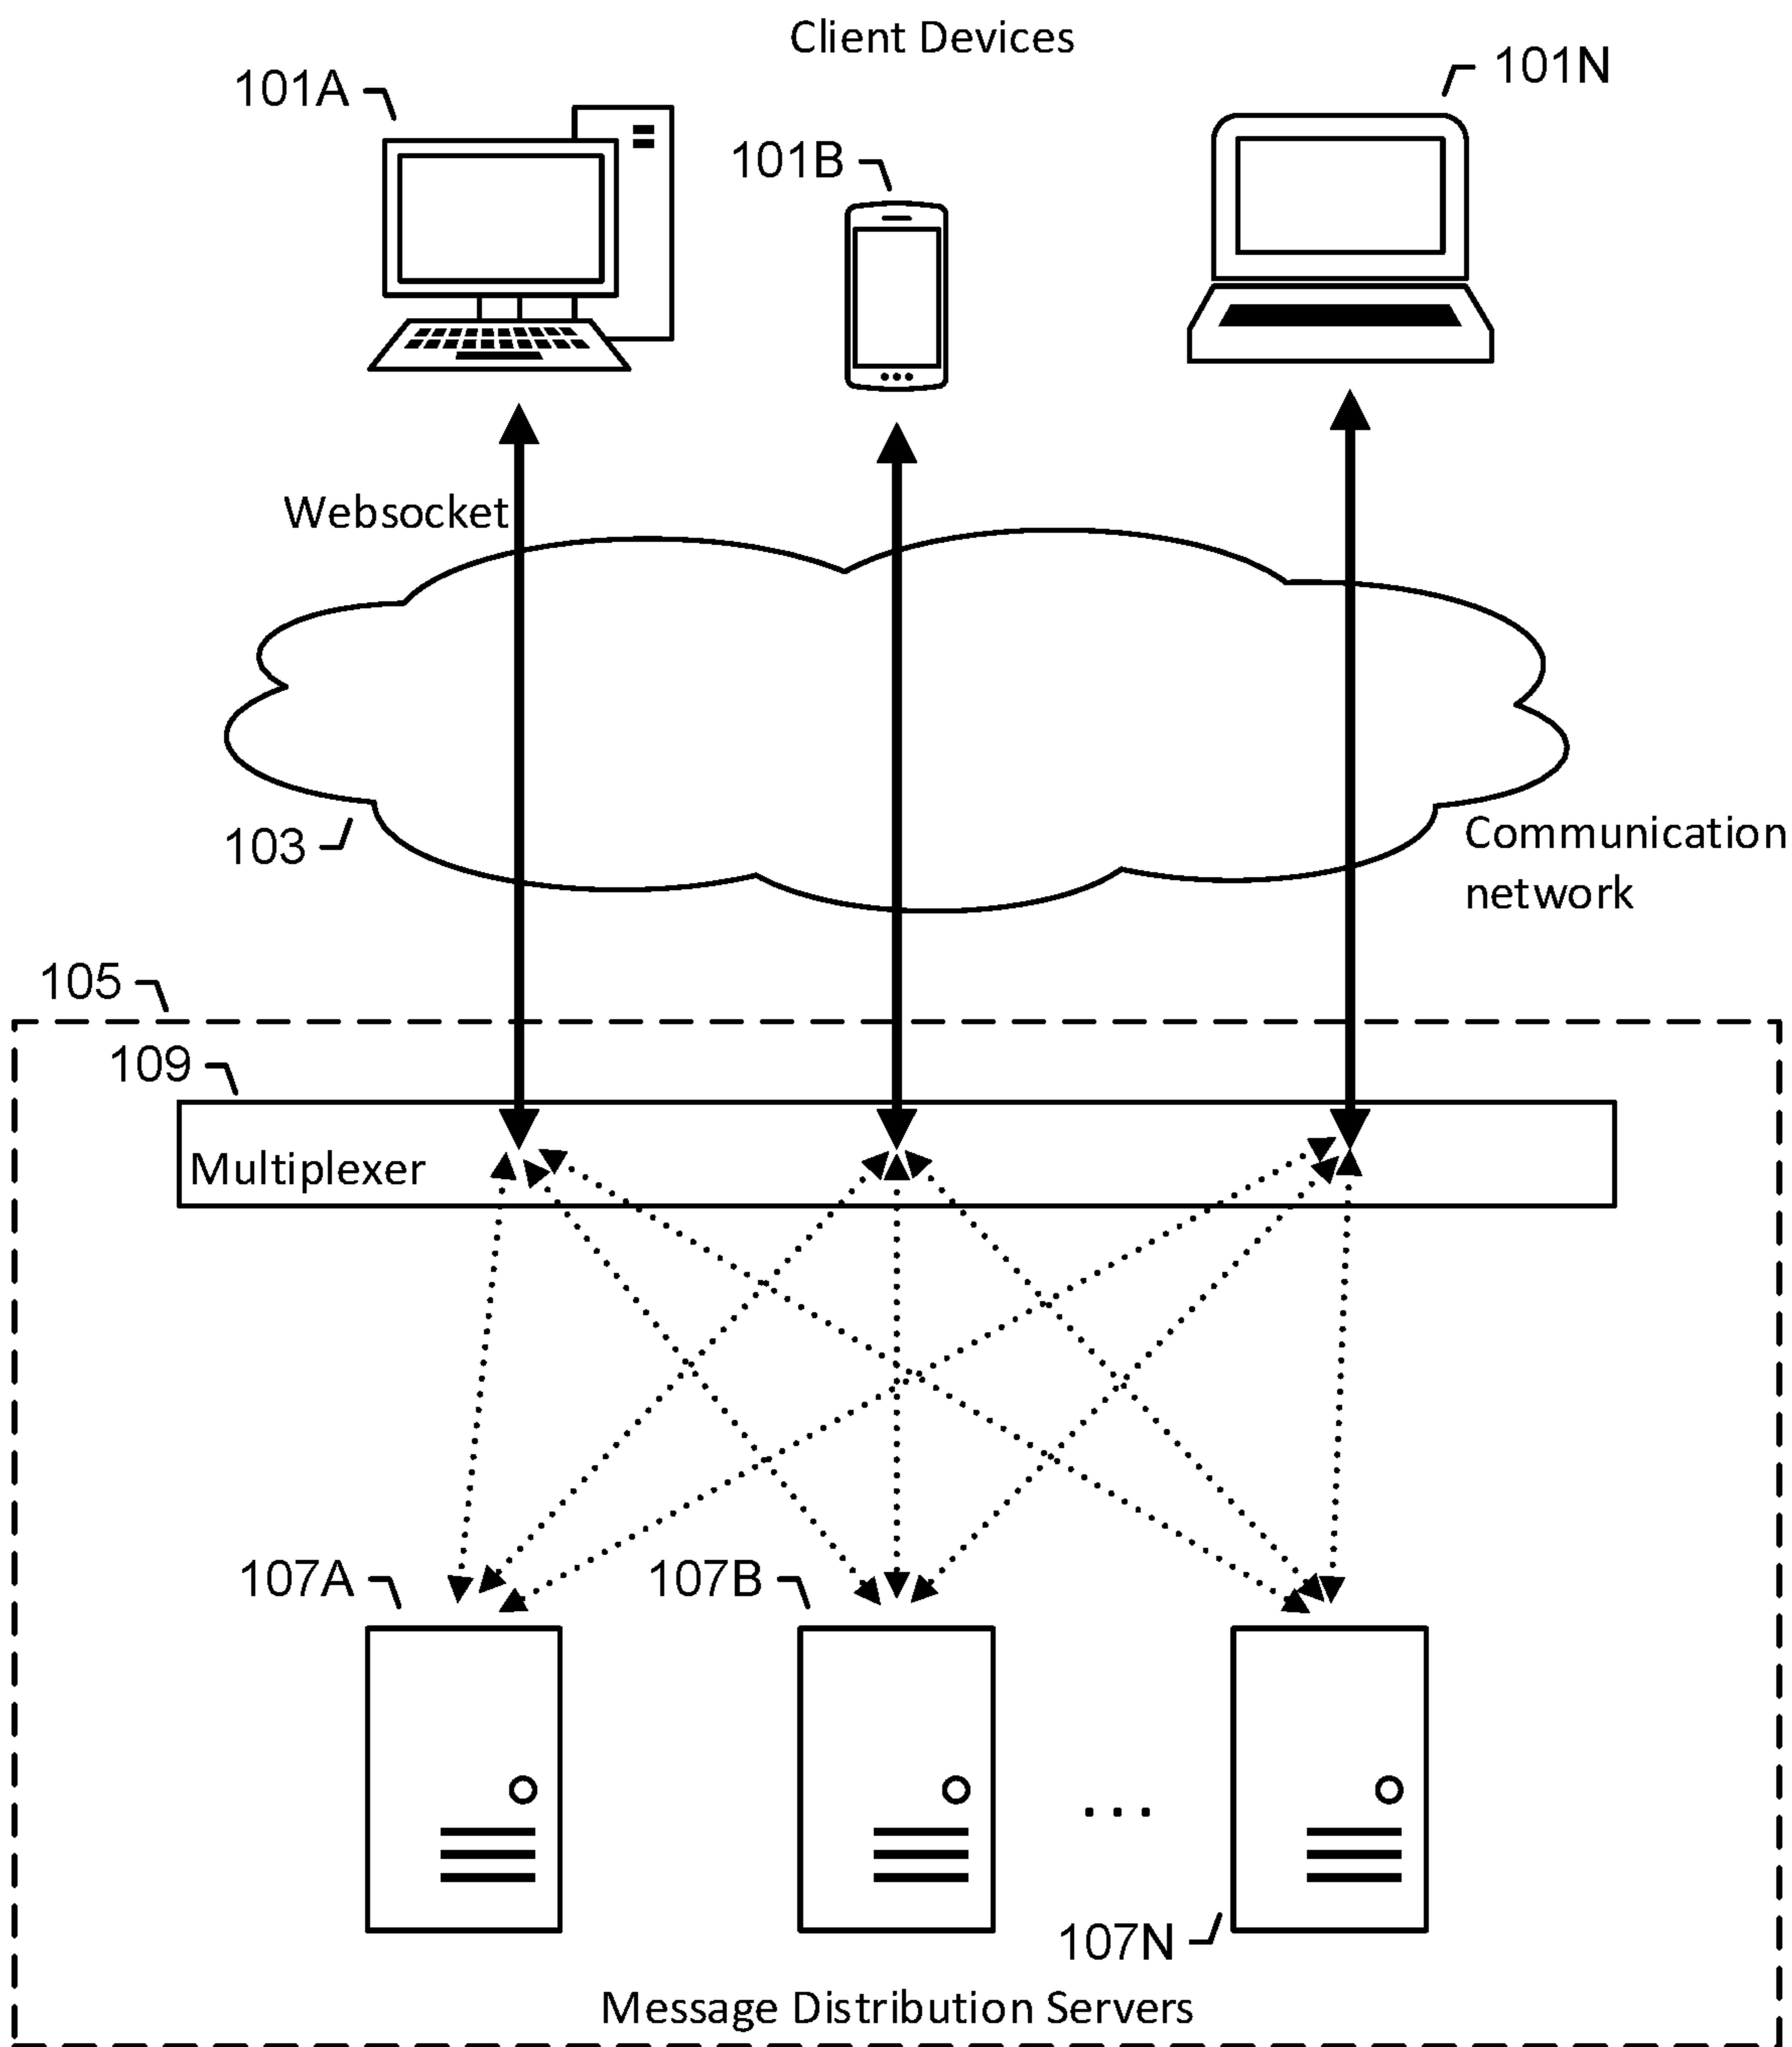 Client Devices
101A
101B
101N
Websocket
103
Communication
network
105
109
Multiplexer
107A
107B
...
107N
Message Distribution Servers